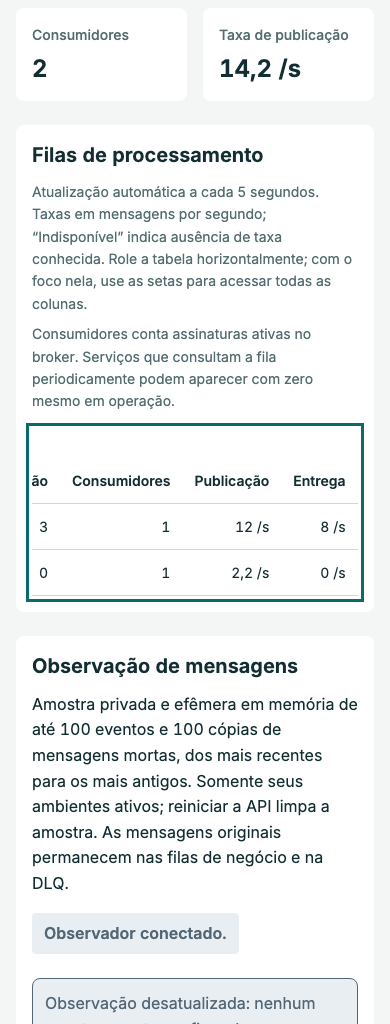 Consumidores
2
Taxa de publicação
14,2 /s
Filas de processamento
Atualização automática a cada 5 segundos.
Taxas em mensagens por segundo;
“Indisponível” indica ausência de taxa
conhecida. Role a tabela horizontalmente; com o
foco nela, use as setas para acessar todas as
colunas.
Consumidores conta assinaturas ativas no
broker. Serviços que consultam a fila
periodicamente podem aparecer com zero
mesmo em operação.
ão Consumidores Publicação Entrega
3 1 12 /s 8 /s
0 1 2,2 /s 0 /s
Observação de mensagens
Amostra privada e efêmera em memória de
até 100 eventos e 100 cópias de
mensagens mortas, dos mais recentes
para os mais antigos. Somente seus
ambientes ativos; reiniciar a API limpa a
amostra. As mensagens originais
permanecem nas filas de negócio e na
DLQ.
Observador conectado.
Observação desatualizada: nenhum